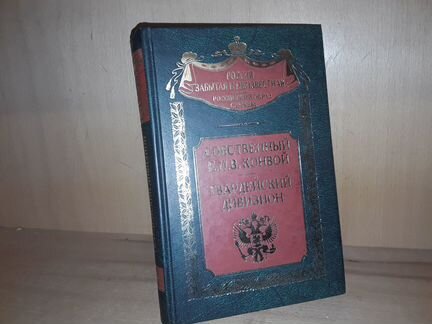 РОССИЯ
ЗАБЫТАЯ И НЕИЗВЕСТНАЯ
СОБСТВЕННЫЙ
Е.И.В. КОНВОЙ
ГВАРДЕЙСКИЙ
ДИВИЗИОН